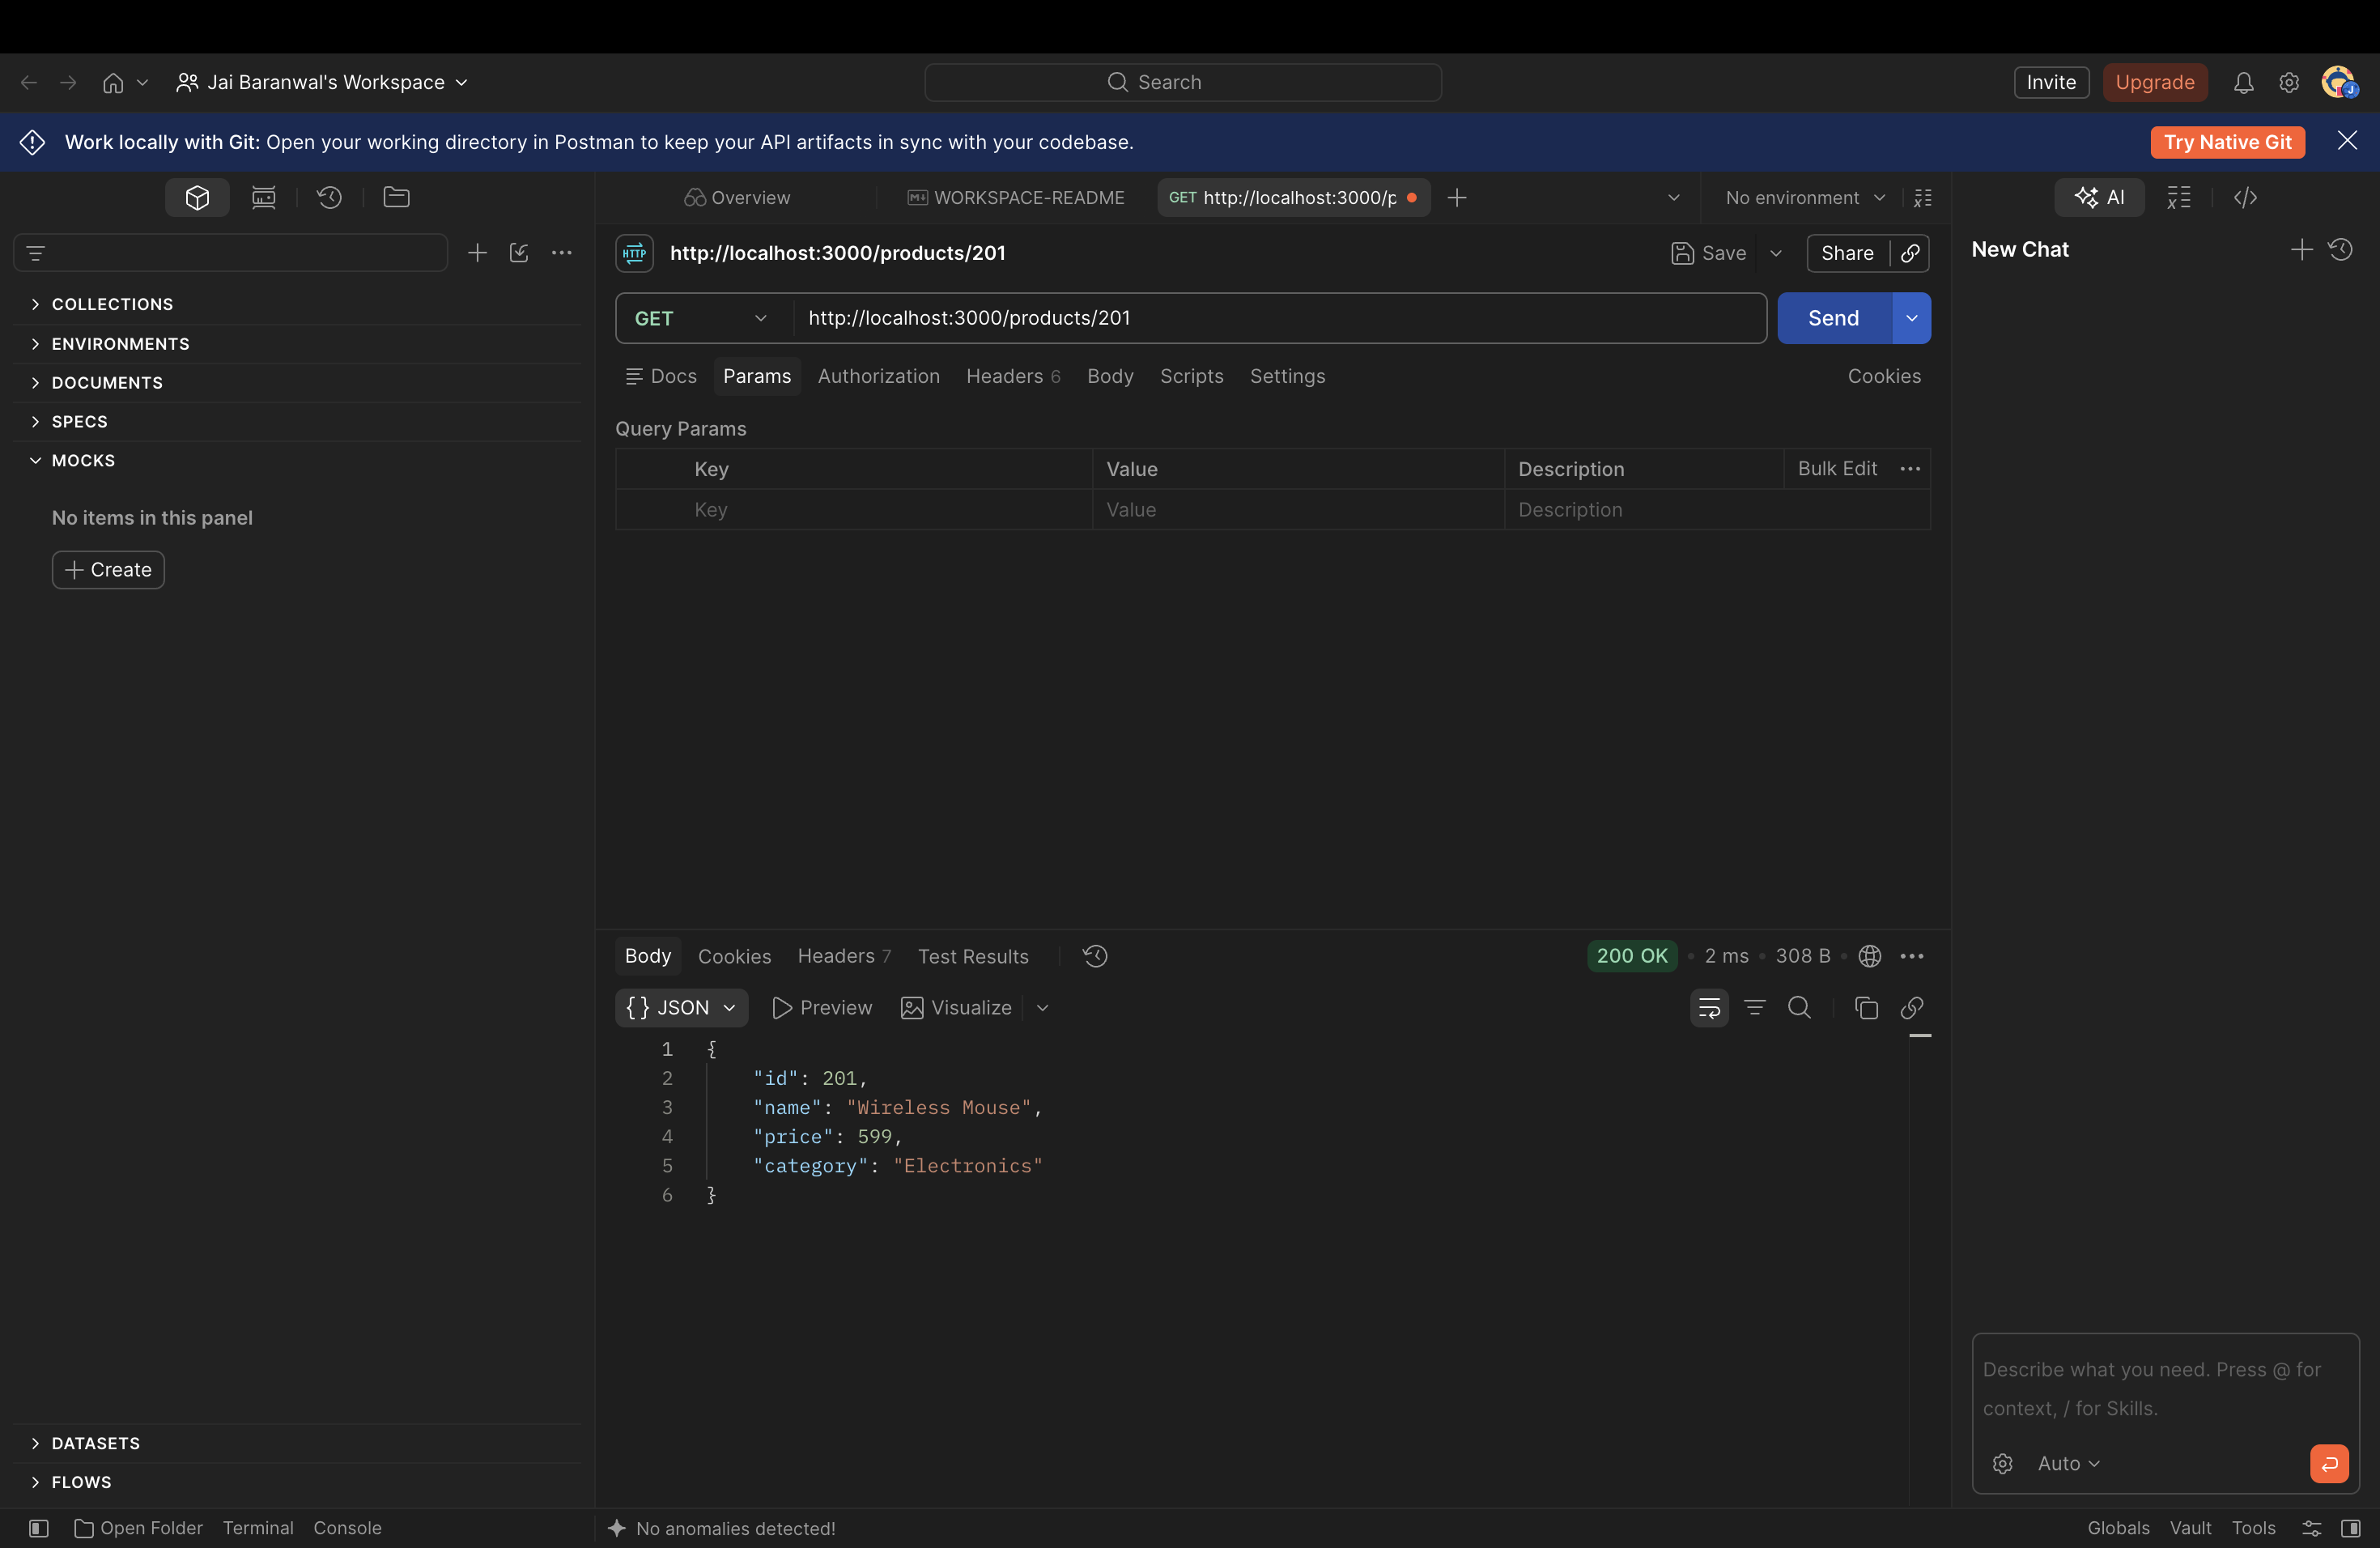 Jai Baranwal's Workspace
Search
Invite
Upgrade
Work locally with Git: Open your working directory in Postman to keep your API artifacts in sync with your codebase.
Try Native Git
Overview
WORKSPACE-README
GET http://localhost:3000/p
No environment
AI
COLLECTIONS
ENVIRONMENTS
DOCUMENTS
SPECS
MOCKS
No items in this panel
Create
DATASETS
FLOWS
HTTP http://localhost:3000/products/201
Save
Share
GET http://localhost:3000/products/201
Send
Docs Params Authorization Headers 6 Body Scripts Settings Cookies
Query Params
Key Value Description Bulk Edit
Key Value Description
Body Cookies Headers 7 Test Results 200 OK 2 ms 308 B
{} JSON Preview Visualize
1 {
2 "id": 201,
3 "name": "Wireless Mouse",
4 "price": 599,
5 "category": "Electronics"
6 }
New Chat
Describe what you need. Press @ for
context, / for Skills.
Auto
Open Folder Terminal Console No anomalies detected! Globals Vault Tools